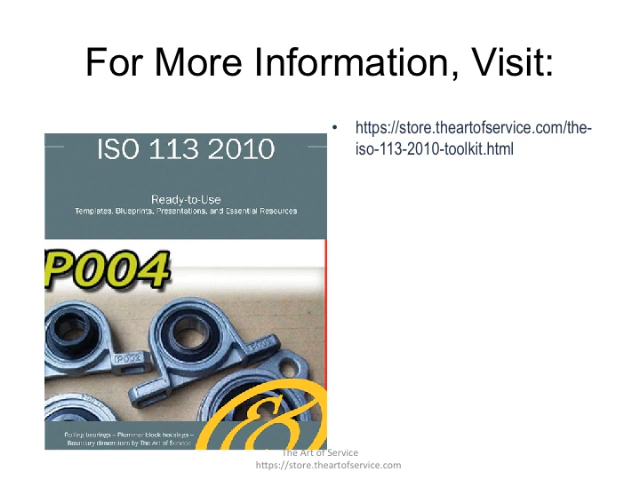 For More Information, Visit:
• https://store.theartofservice.com/the-
iso-113-2010-toolkit.html
ISO 113 2010
Ready-to-Use
Templates, Blueprints, Presentations, and Essential Resources
P004
Rolling bearings – Plummer block housings –
Boundary dimensions by The Art of Service
The Art of Service
https://store.theartofservice.com